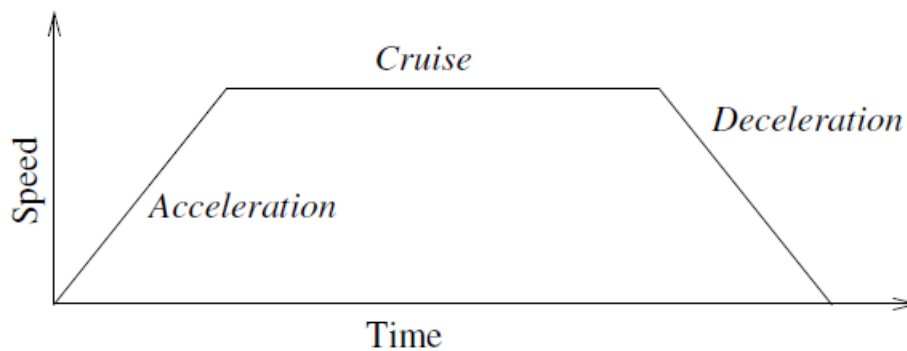 Cruise
Deceleration
Acceleration
Speed
Time